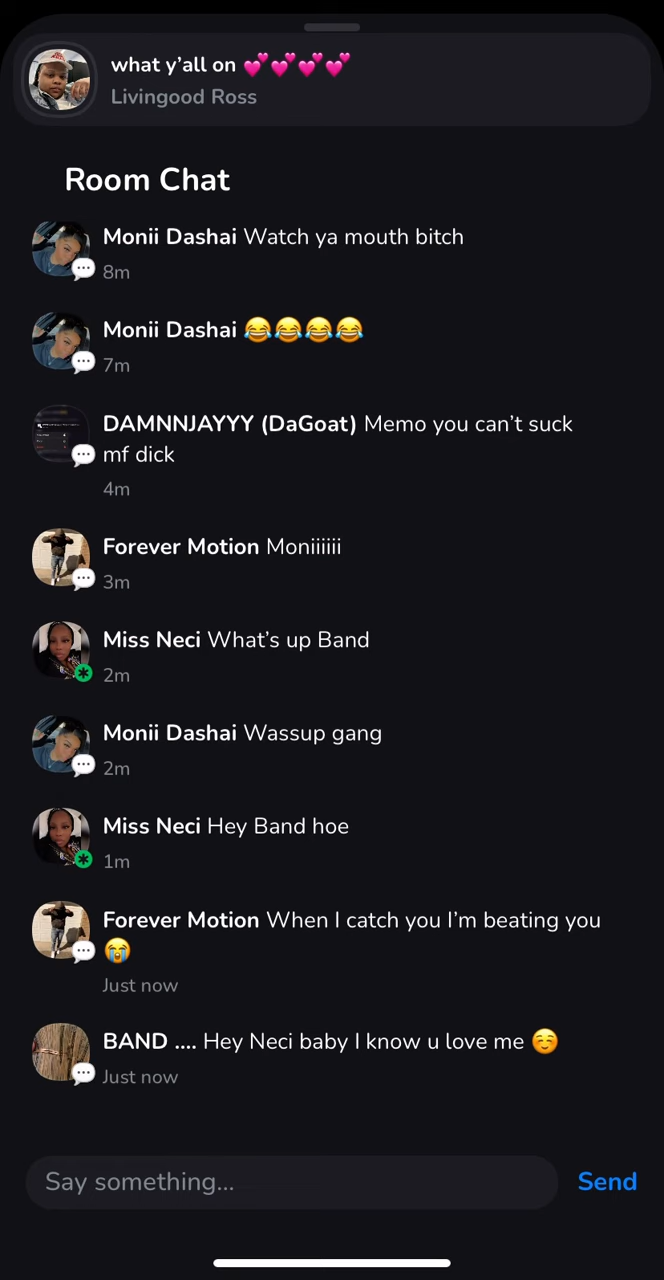 what y’all on 💕💕💕💕
Livingood Ross
Room Chat
Monii Dashai Watch ya mouth bitch
8m
Monii Dashai 😂😂😂😂
7m
DAMNNJAYYY (DaGoat) Memo you can’t suck
mf dick
4m
Forever Motion Moniiiiii
3m
Miss Neci What’s up Band
2m
Monii Dashai Wassup gang
2m
Miss Neci Hey Band hoe
1m
Forever Motion When I catch you I’m beating you
😭
Just now
BAND .... Hey Neci baby I know u love me ☺️
Just now
Say something...
Send